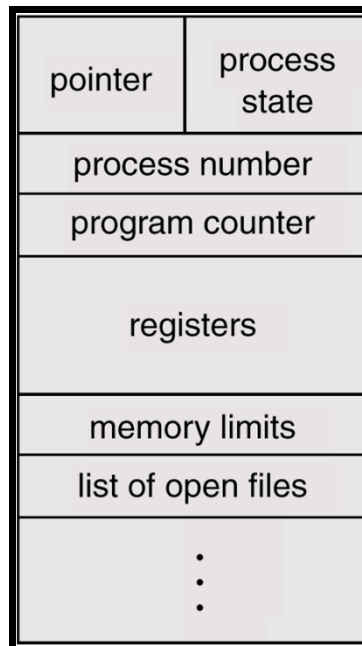 pointer
process
state
process number
program counter
registers
memory limits
list of open files